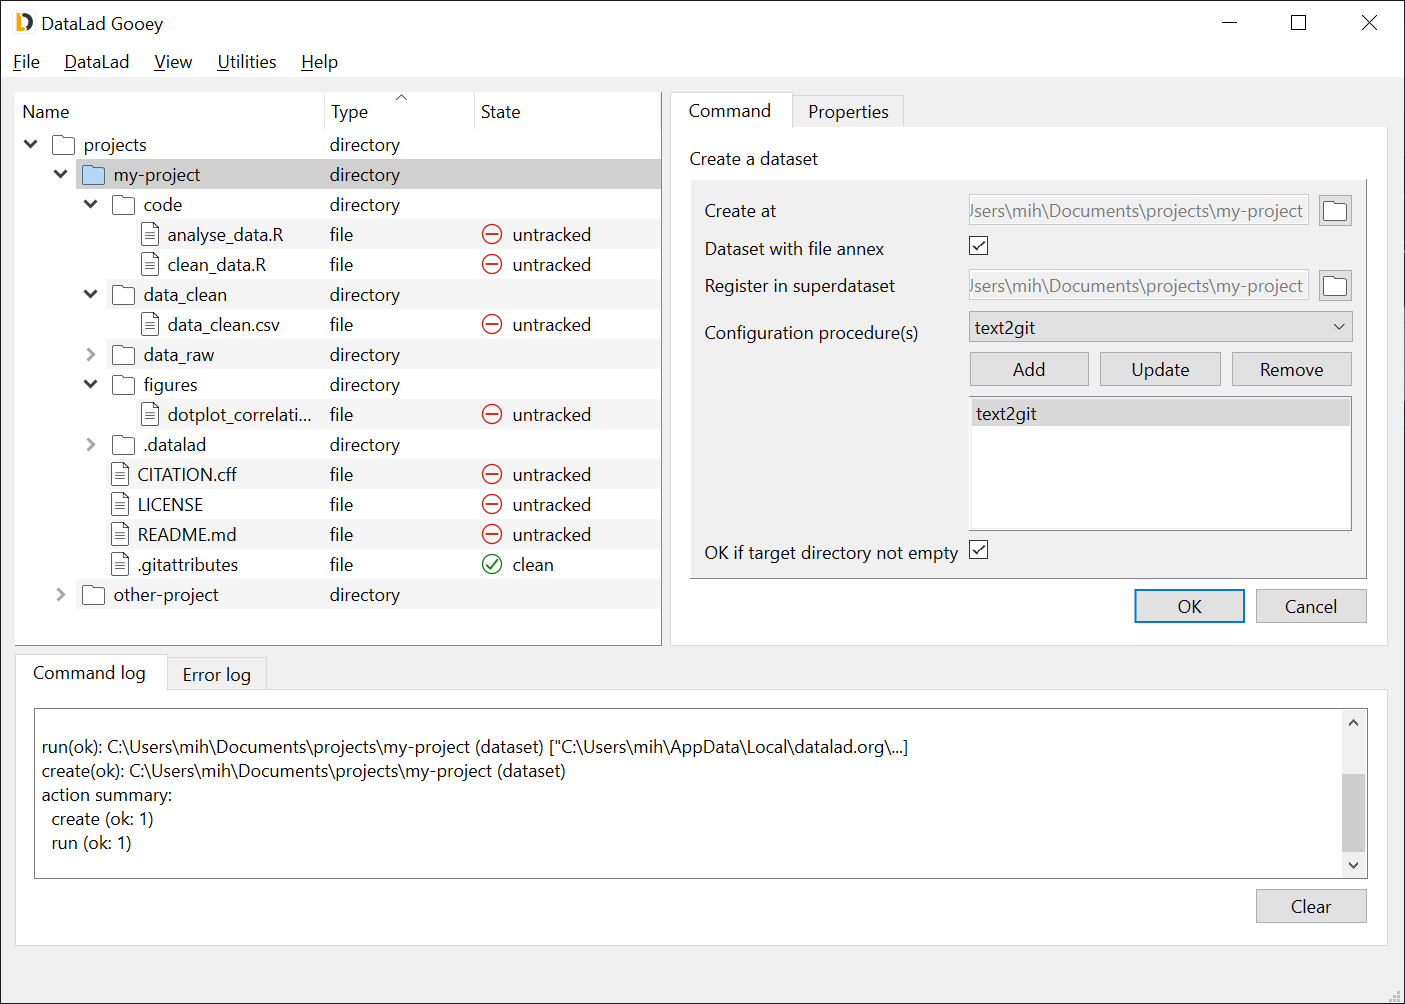 DataLad Gooey
File DataLad View Utilities Help
Name Type State
projects directory
my-project directory
code directory
analyse_data.R file untracked
clean_data.R file untracked
data_clean directory
data_clean.csv file untracked
data_raw directory
figures directory
dotplot_correlati... file untracked
.datalad directory
CITATION.cff file untracked
LICENSE file untracked
README.md file untracked
.gitattributes file clean
other-project directory
Command Properties
Create a dataset
Create at Jsers\mih\Documents\projects\my-project
Dataset with file annex
Register in superdataset Jsers\mih\Documents\projects\my-project
Configuration procedure(s) text2git
Add Update Remove
text2git
OK if target directory not empty
OK Cancel
Command log Error log
run(ok): C:\Users\mih\Documents\projects\my-project (dataset) ["C:\Users\mih\AppData\Local\datalad.org\...]
create(ok): C:\Users\mih\Documents\projects\my-project (dataset)
action summary:
create (ok: 1)
run (ok: 1)
Clear